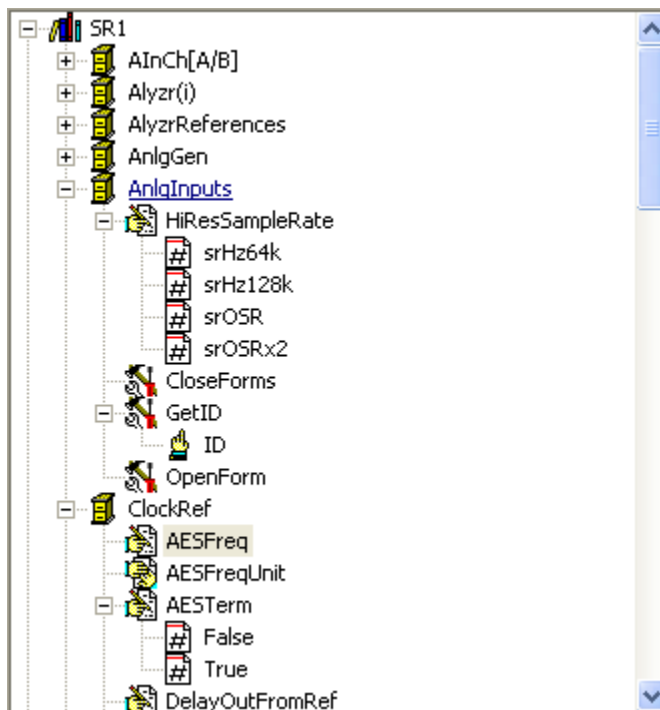 SR1
AInCh[A/B]
Alyzr(i)
AlyzrReferences
AnlgGen
AnlgInputs
HiResSampleRate
# srHz64k
# srHz128k
# srOSR
# srOSRx2
CloseForms
GetID
ID
OpenForm
ClockRef
AESFreq
AESFreqUnit
AESTerm
# False
# True
DelayOutFromRef